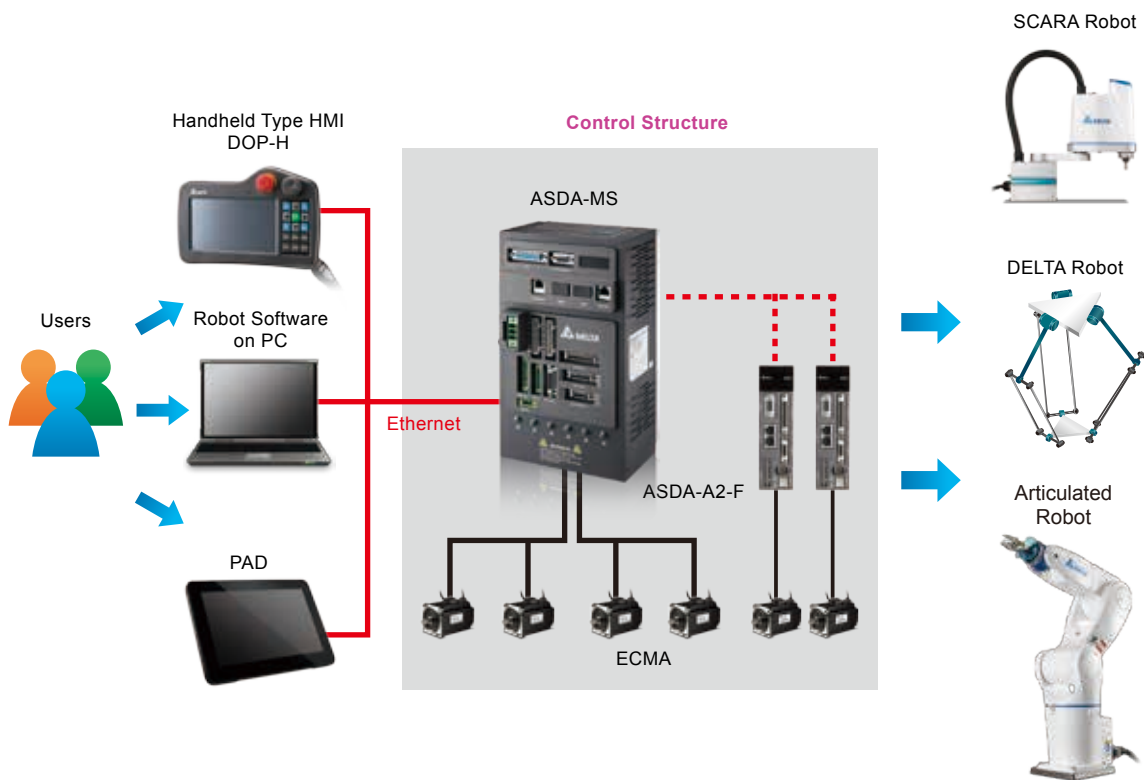 SCARA Robot
Handheld Type HMI
DOP-H
Control Structure
ASDA-MS
DELTA Robot
Users
Robot Software
on PC
DELTA
Ethernet
ASDA-A2-F
Articulated
Robot
PAD
ECMA